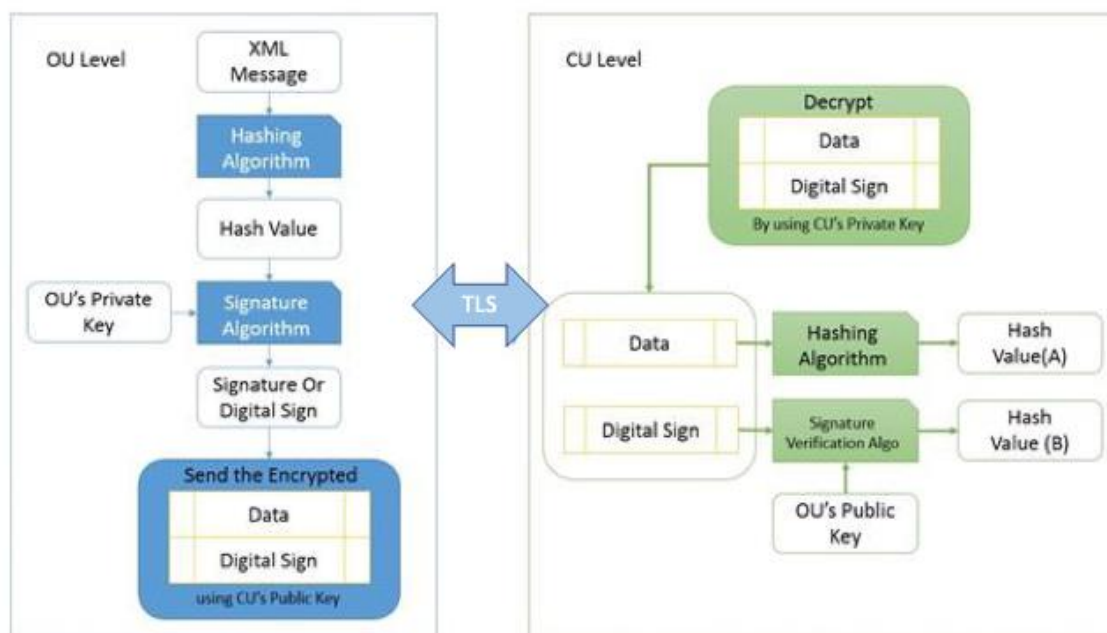 OU Level
XML
Message
Hashing
Algorithm
Hash Value
OU's Private
Key
Signature
Algorithm
Signature Or
Digital Sign
Send the Encrypted
Data
Digital Sign
using CU's Public Key
TLS
CU Level
Decrypt
Data
Digital Sign
By using CU's Private Key
Data
Hashing
Algorithm
Hash
Value(A)
Digital Sign
Signature
Verification Algo
Hash
Value (B)
OU's Public
Key